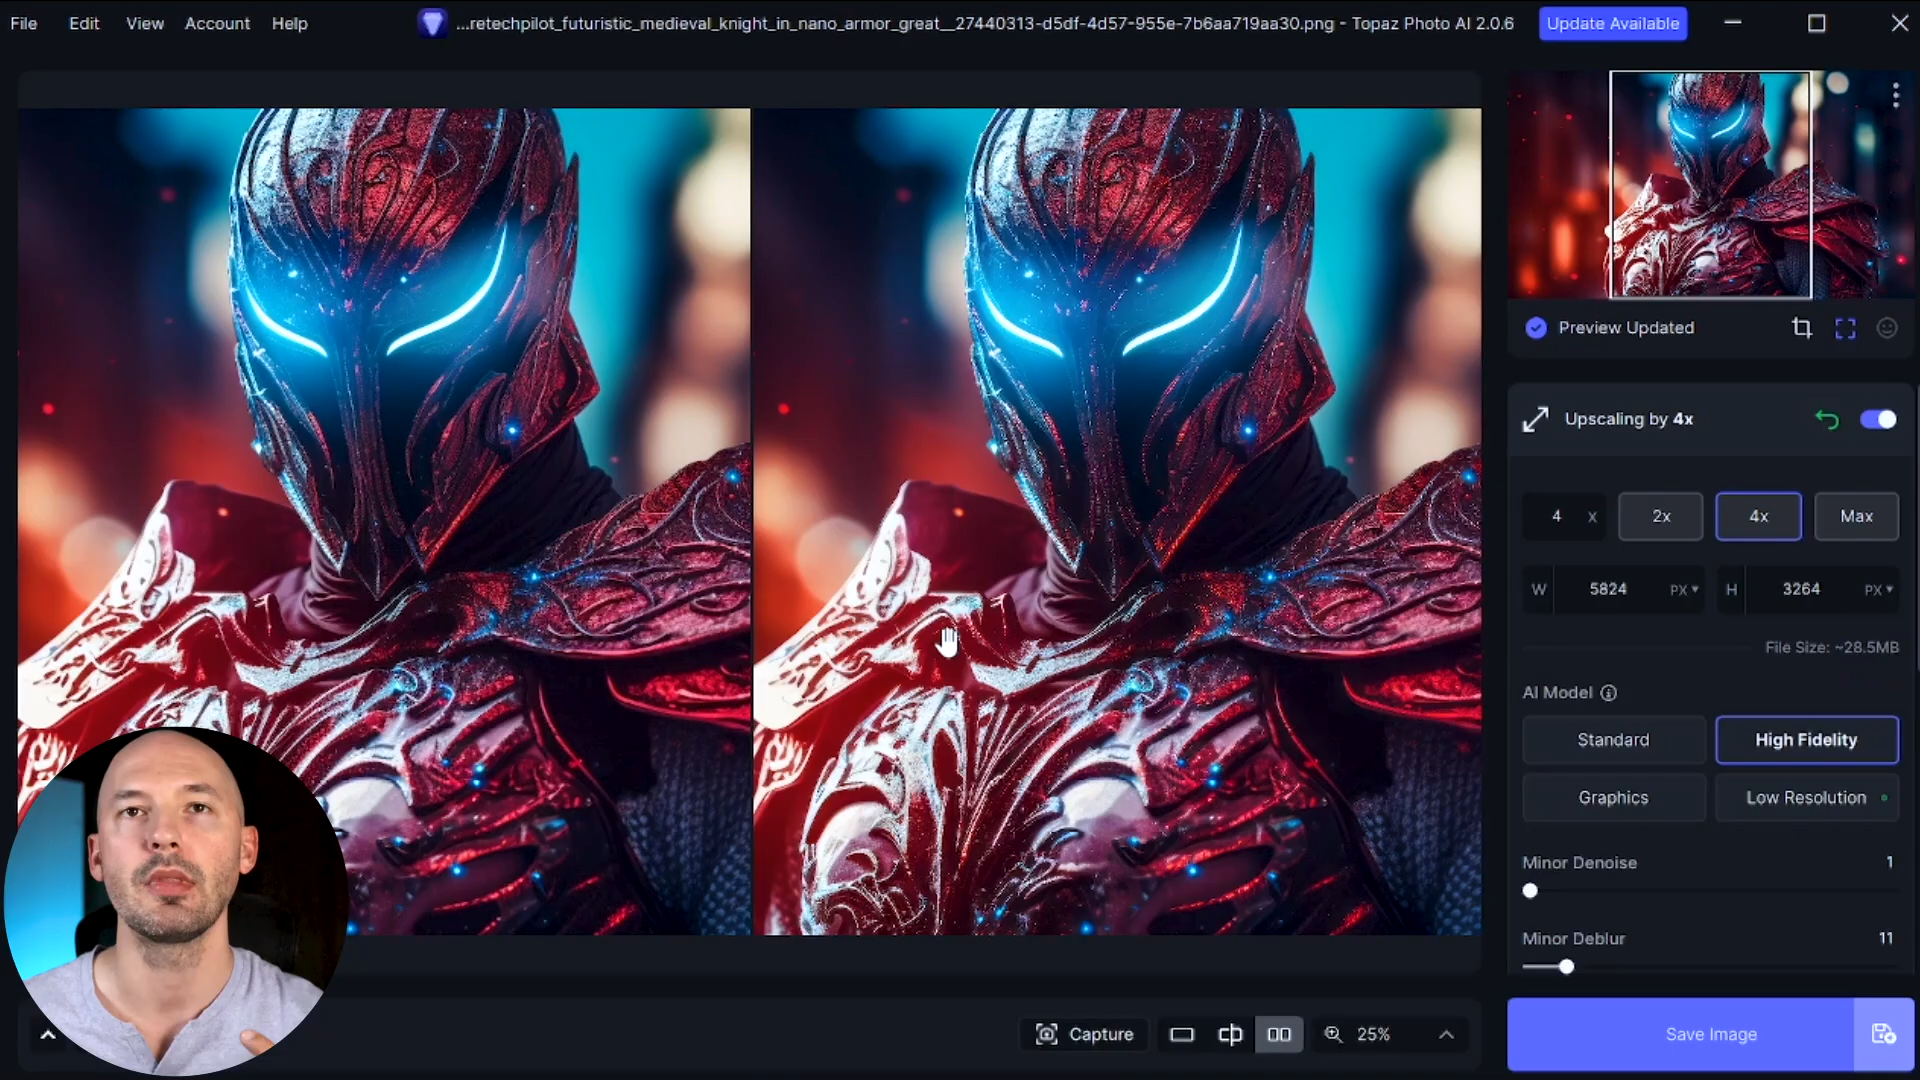 File Edit View Account Help ...retechpilot_futuristic_medieval_knight_in_nano_armor_great__27440313-d5df-4d57-955e-7b6aa719aa30.png - Topaz Photo AI 2.0.6 Update Available
Preview Updated
Upscaling by 4x
4 x 2x 4x Max
W 5824 PX H 3264 PX
File Size: ~28.5MB
AI Model
Standard High Fidelity
Graphics Low Resolution
Minor Denoise 1
Minor Deblur 11
Capture 25% Save Image